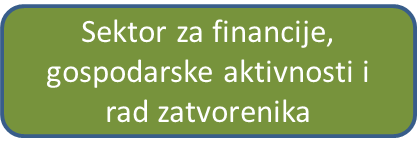 Sektor za financije,
gospodarske aktivnosti i
rad zatvorenika